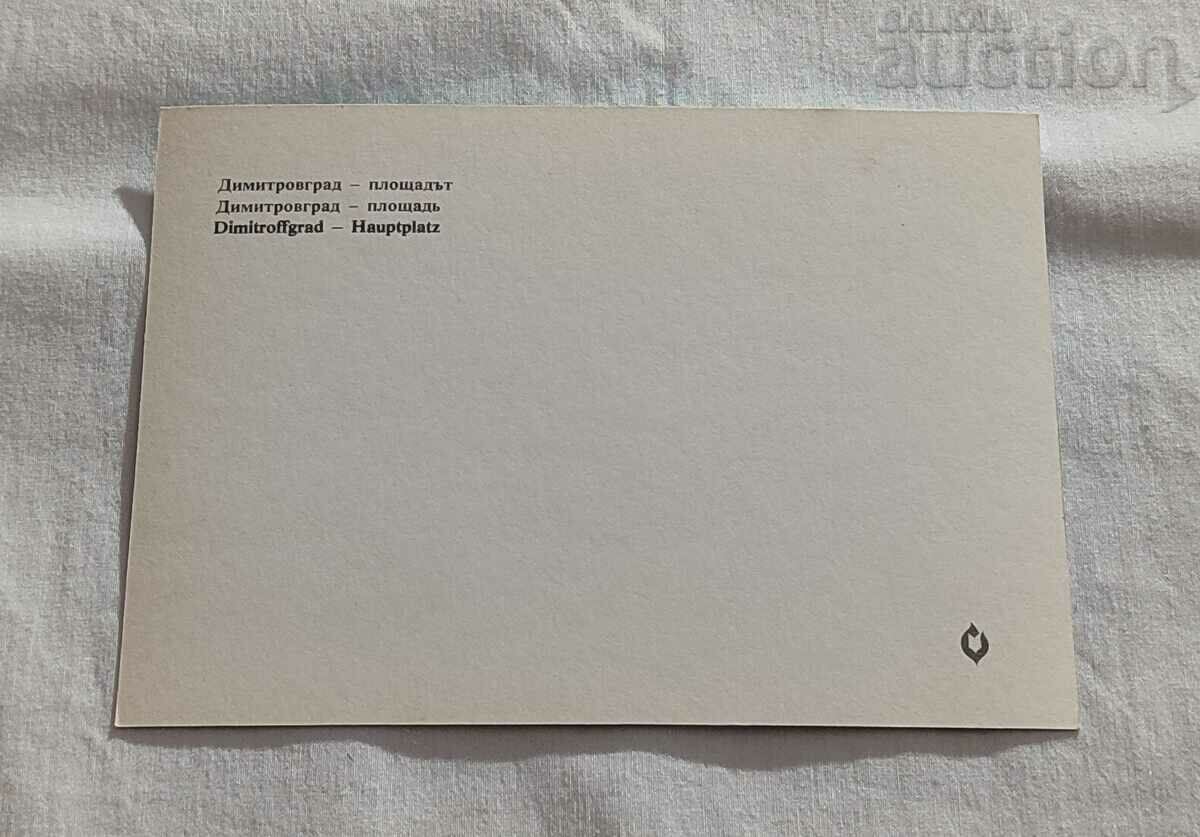 auction
Димитровград – площадът
Димитровград – площадь
Dimitroffgrad – Hauptplatz